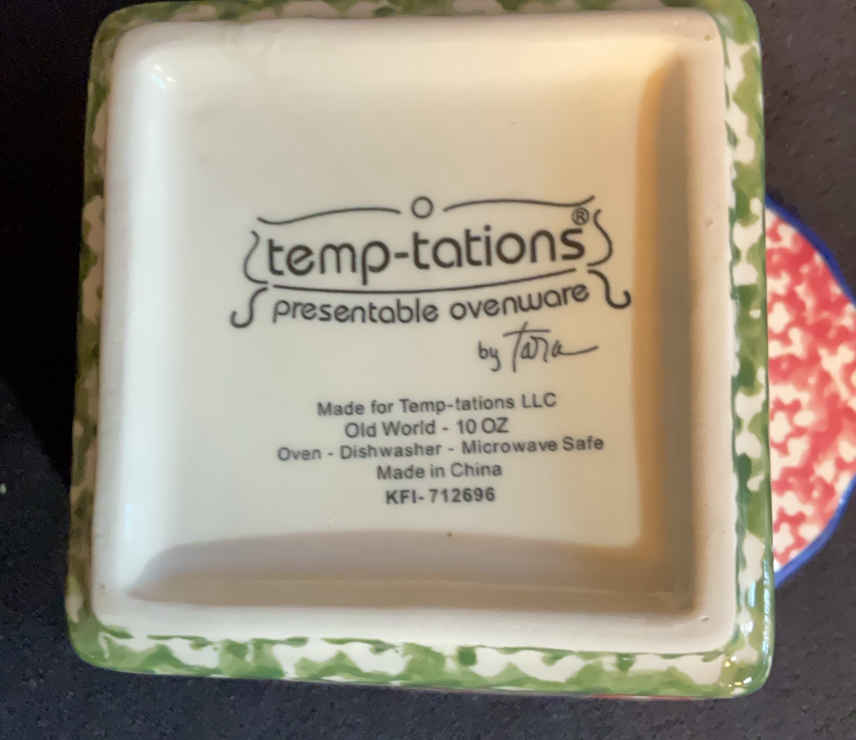 temp-tations®
presentable ovenware
by Tara
Made for Temp-tations LLC
Old World - 10 OZ
Oven - Dishwasher - Microwave Safe
Made in China
KFI- 712696